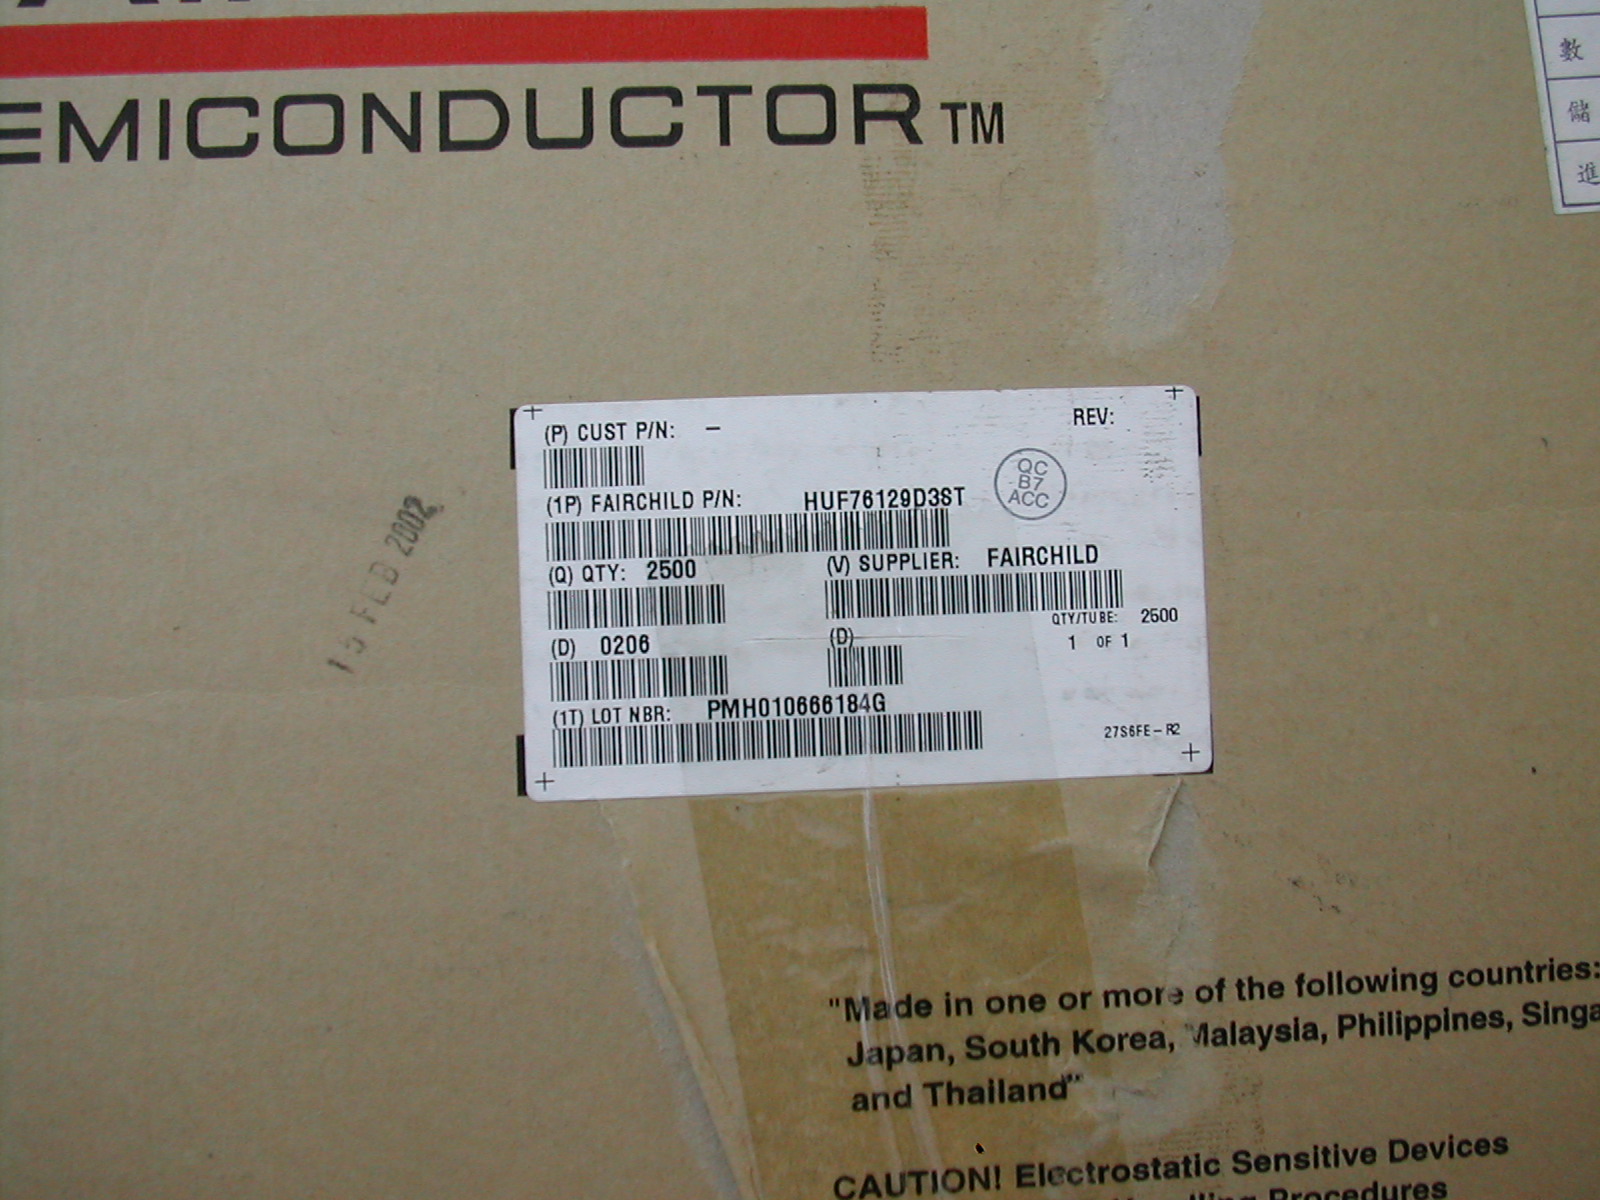 EMICONDUCTOR TM
數
儲
進
(P) CUST P/N: –
REV:
QC
B7
ACC
(1P) FAIRCHILD P/N: HUF76129D3ST
(Q) QTY: 2500
(V) SUPPLIER: FAIRCHILD
QTY/TUBE: 2500
(D) 0206
(D)
1 OF 1
(1T) LOT NBR: PMH010666184G
27S6FE-R2
FEB 2002
"Made in one or more of the following countries:
Japan, South Korea, Malaysia, Philippines, Singa
and Thailand"
CAUTION! Electrostatic Sensitive Devices
Procedures